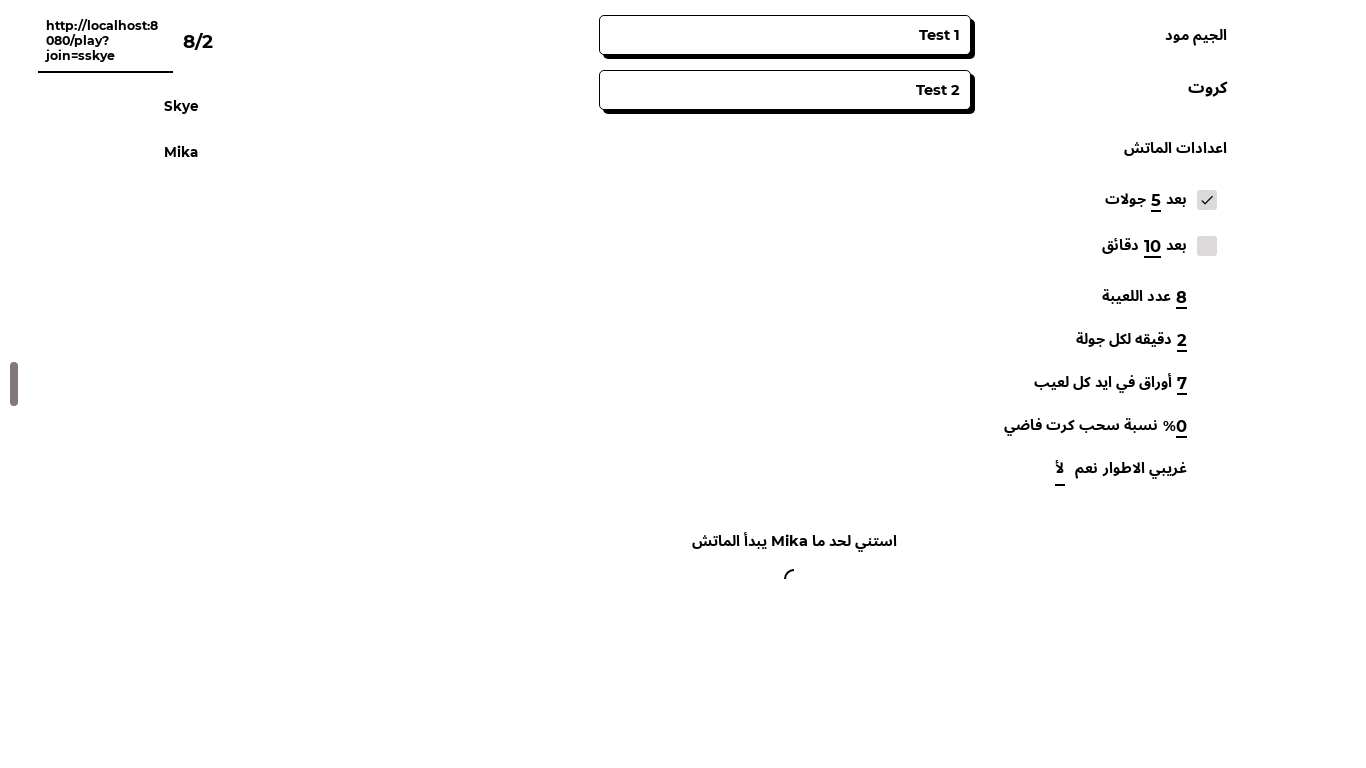 الجيم مود
كروت
اعدادات الماتش
بعد 5 جولات
بعد 10 دقائق
8 عدد اللعيبة
2 دقيقه لكل جولة
7 أوراق في ايد كل لعيب
0% نسبة سحب كرت فاضي
غريبي الاطوار نعم لأ
Test 1
Test 2
استني لحد ما Mika يبدأ الماتش
8/2
http://localhost:8
080/play?
join=sskye
Skye
Mika